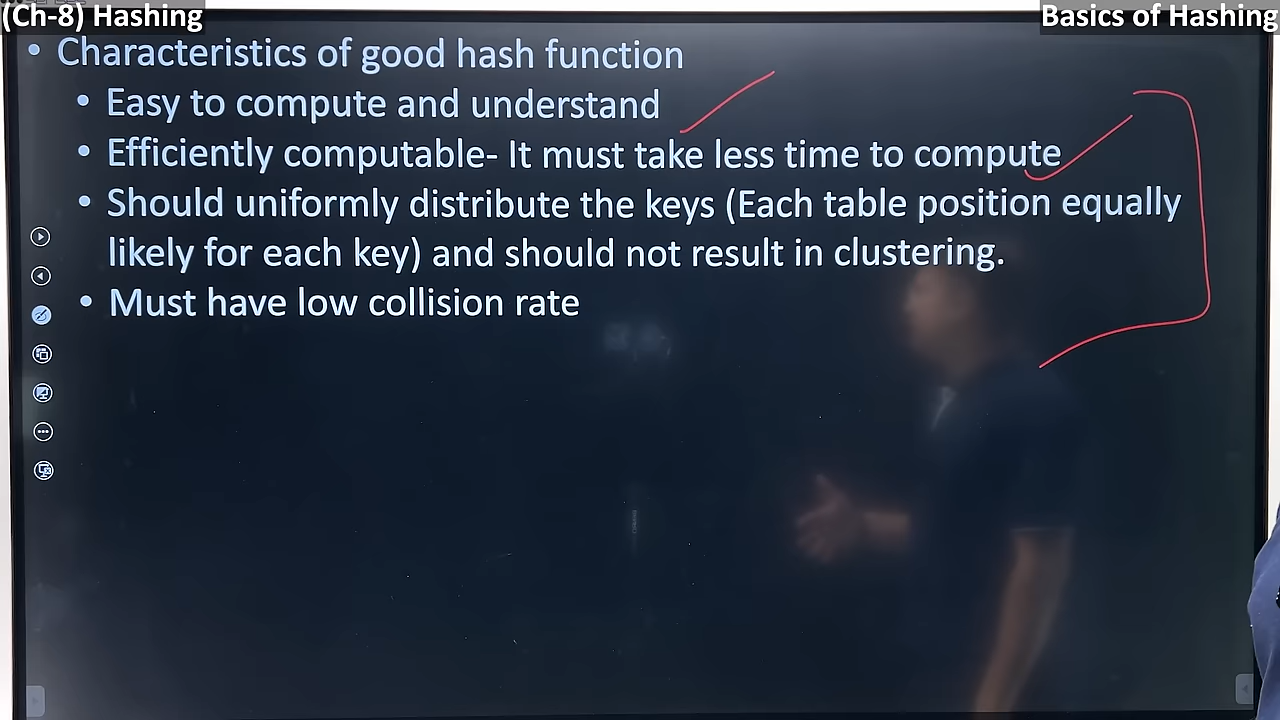 (Ch-8) Hashing
Basics of Hashing
• Characteristics of good hash function
• Easy to compute and understand
• Efficiently computable- It must take less time to compute
• Should uniformly distribute the keys (Each table position equally
likely for each key) and should not result in clustering.
• Must have low collision rate